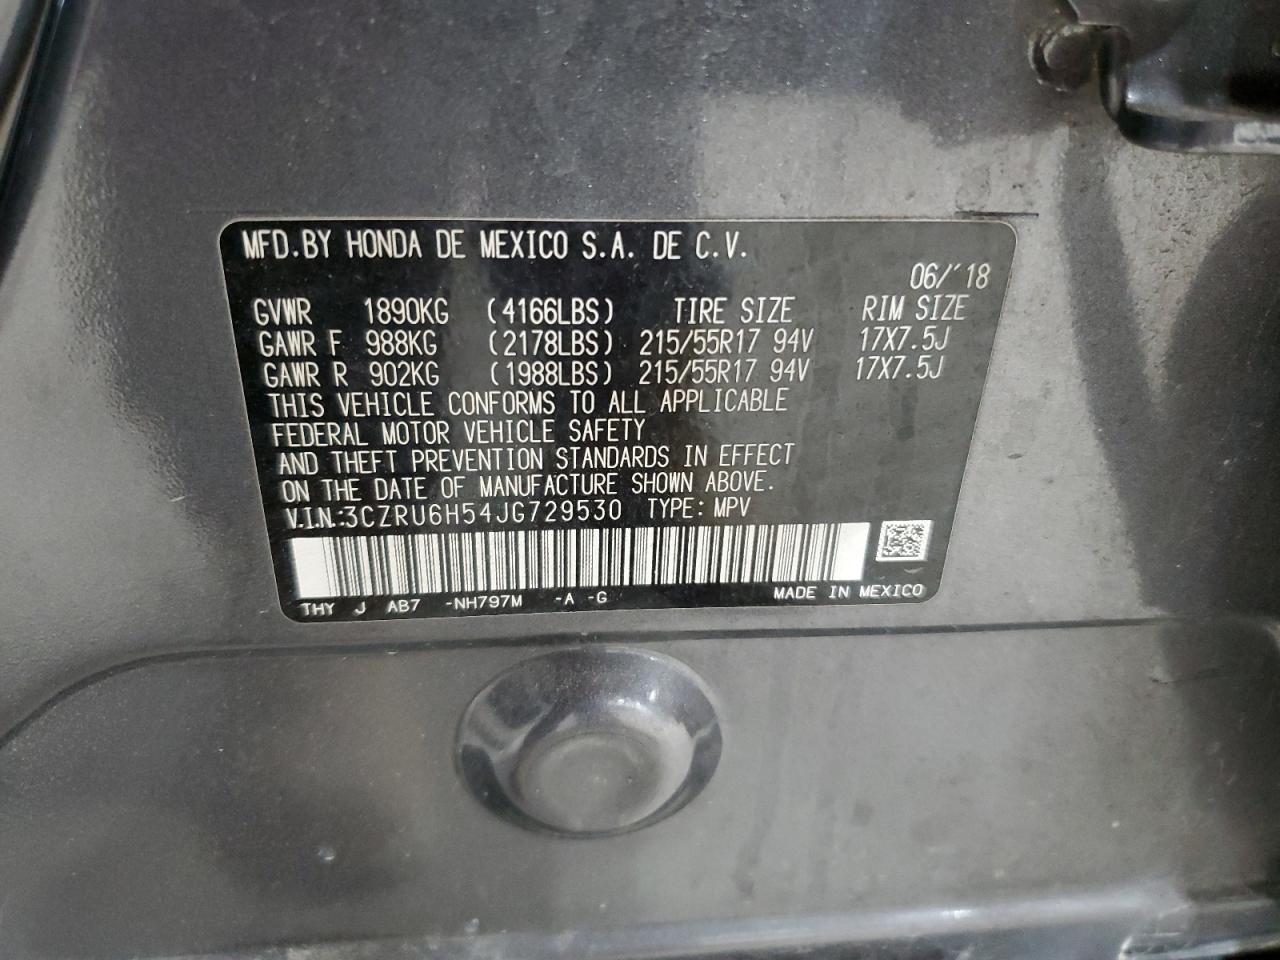 MFD.BY HONDA DE MEXICO S.A. DE C.V.
06/'18
GVWR 1890KG (4166LBS) TIRE SIZE RIM SIZE
GAWR F 988KG (2178LBS) 215/55R17 94V 17X7.5J
GAWR R 902KG (1988LBS) 215/55R17 94V 17X7.5J
THIS VEHICLE CONFORMS TO ALL APPLICABLE
FEDERAL MOTOR VEHICLE SAFETY
AND THEFT PREVENTION STANDARDS IN EFFECT
ON THE DATE OF MANUFACTURE SHOWN ABOVE.
V.I.N.:3CZRU6H54JG729530 TYPE: MPV
THY J AB7 -NH797M -A -G MADE IN MEXICO